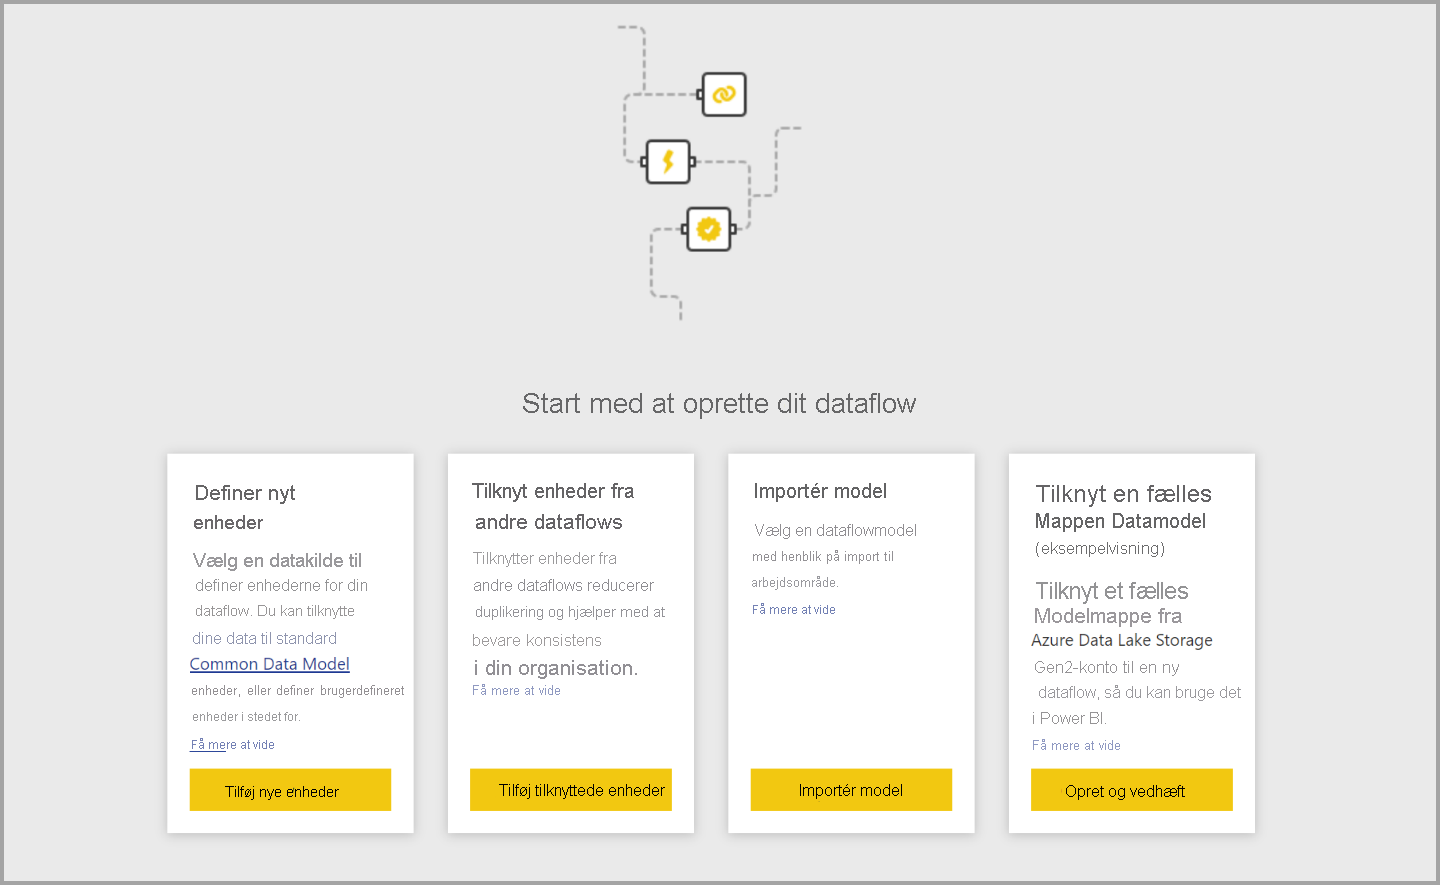 Start med at oprette dit dataflow
Definer nyt
enheder
Vælg en datakilde til
definer enhederne for din
dataflow. Du kan tilknytte
dine data til standard
Common Data Model
enheder, eller definer brugerdefineret
enheder i stedet for.
Få mere at vide
Tilføj nye enheder
Tilknyt enheder fra
andre dataflows
Tilknytter enheder fra
andre dataflows reducerer
duplikering og hjælper med at
bevare konsistens
i din organisation.
Få mere at vide
Tilføj tilknyttede enheder
Importér model
Vælg en dataflowmodel
med henblik på import til
arbejdsområde.
Få mere at vide
Importér model
Tilknyt en fælles
Mappen Datamodel
(eksempelvisning)
Tilknyt et fælles
Modelmappe fra
Azure Data Lake Storage
Gen2-konto til en ny
dataflow, så du kan bruge det
i Power BI.
Få mere at vide
Opret og vedhæft